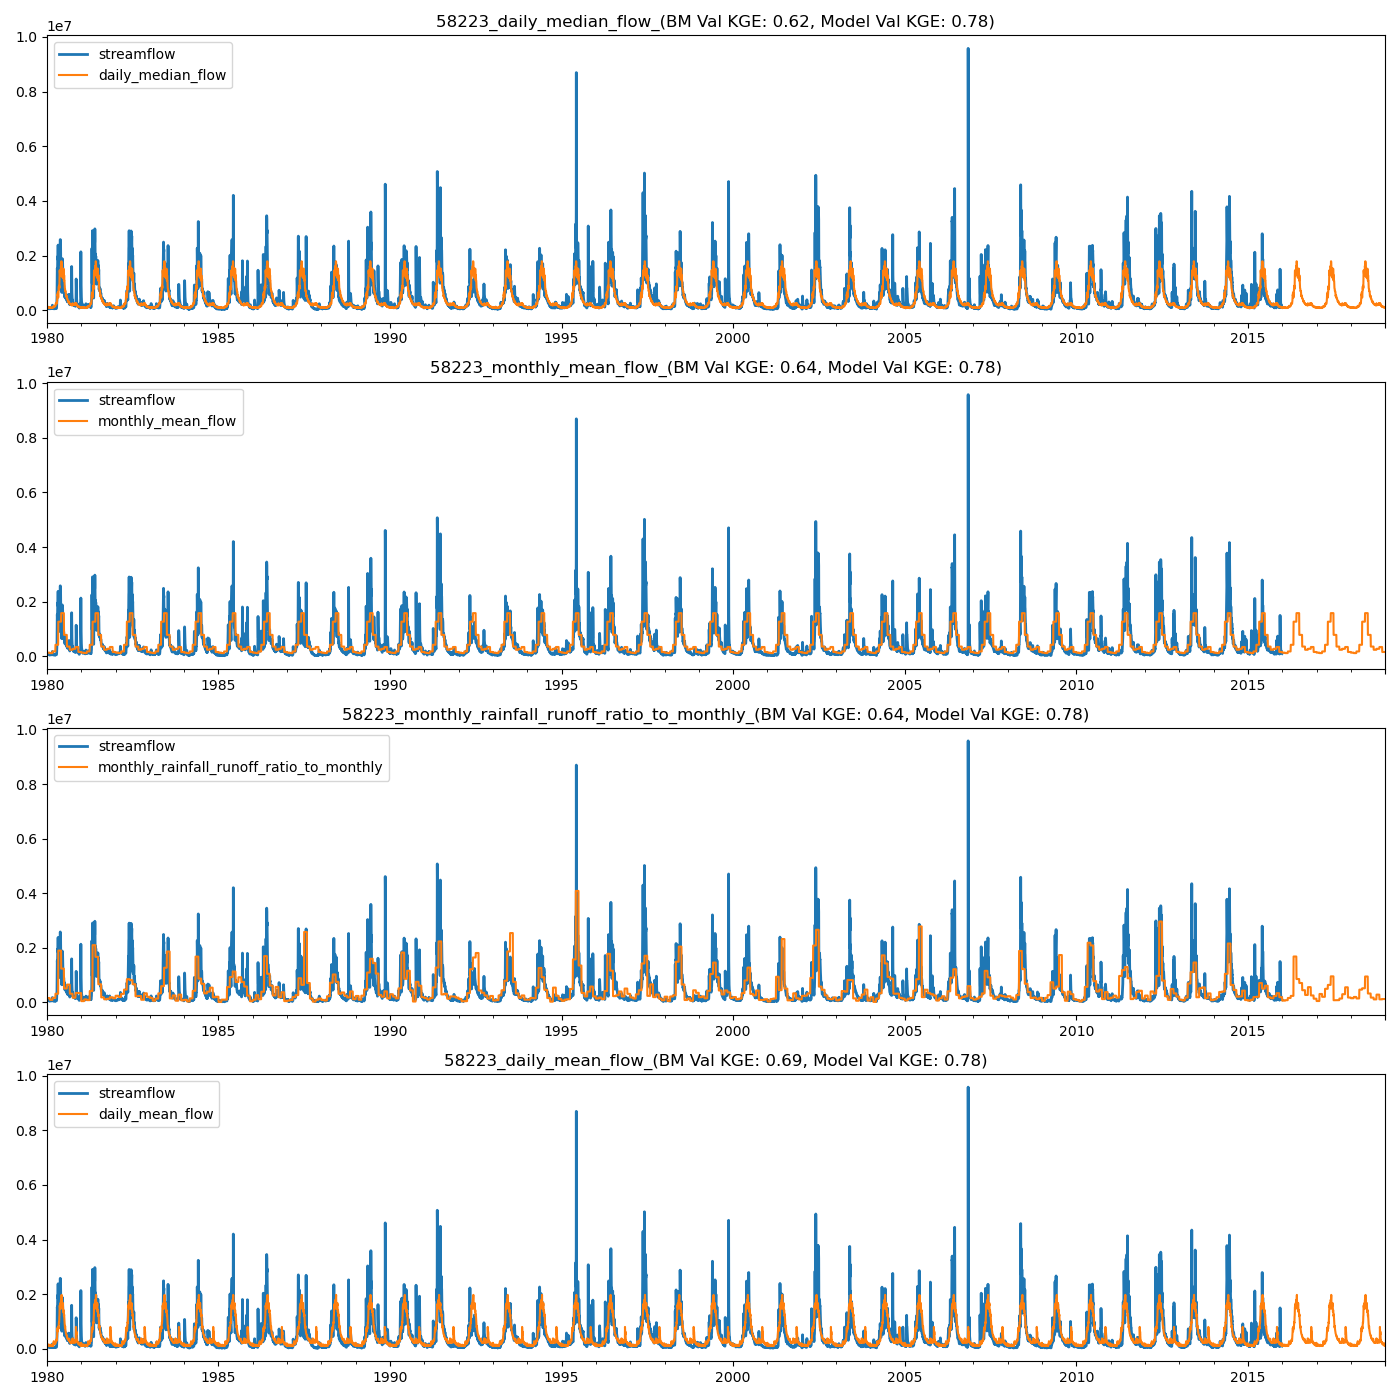 58223_daily_median_flow_(BM Val KGE: 0.62, Model Val KGE: 0.78)
1e7
streamflow
daily_median_flow
1.0
0.8
0.6
0.4
0.2
0.0
1980 1985 1990 1995 2000 2005 2010 2015
58223_monthly_mean_flow_(BM Val KGE: 0.64, Model Val KGE: 0.78)
1e7
streamflow
monthly_mean_flow
1.0
0.8
0.6
0.4
0.2
0.0
1980 1985 1990 1995 2000 2005 2010 2015
58223_monthly_rainfall_runoff_ratio_to_monthly_(BM Val KGE: 0.64, Model Val KGE: 0.78)
1e7
streamflow
monthly_rainfall_runoff_ratio_to_monthly
1.0
0.8
0.6
0.4
0.2
0.0
1980 1985 1990 1995 2000 2005 2010 2015
58223_daily_mean_flow_(BM Val KGE: 0.69, Model Val KGE: 0.78)
1e7
streamflow
daily_mean_flow
1.0
0.8
0.6
0.4
0.2
0.0
1980 1985 1990 1995 2000 2005 2010 2015